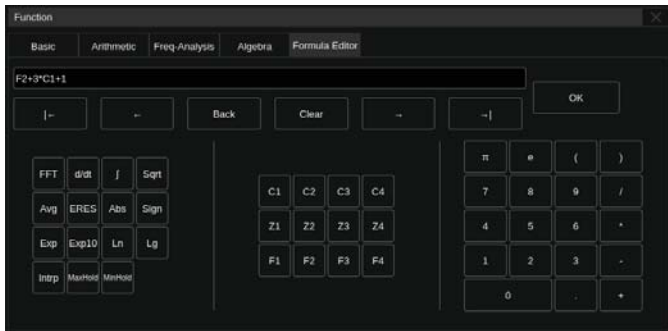 Function
Basic Arithmetic Freq-Analysis Algebra Formula Editor
F2+3*C1+1
OK
|← ← Back Clear → →|
π e ( )
FFT d/dt ∫ Sqrt
C1 C2 C3 C4 7 8 9 /
Avg ERES Abs Sign
Z1 Z2 Z3 Z4 4 5 6 *
Exp Exp10 Ln Lg
F1 F2 F3 F4 1 2 3 -
Intrp MaxHold MinHold
0 . +